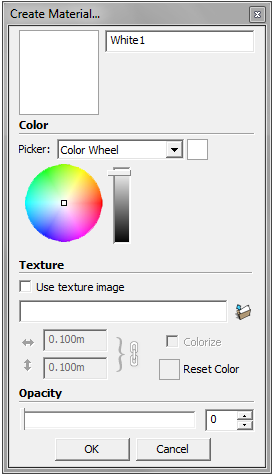 Create Material...
White1
Color
Picker: Color Wheel
Texture
Use texture image
0.100m
Colorize
0.100m
Reset Color
Opacity
0
OK Cancel